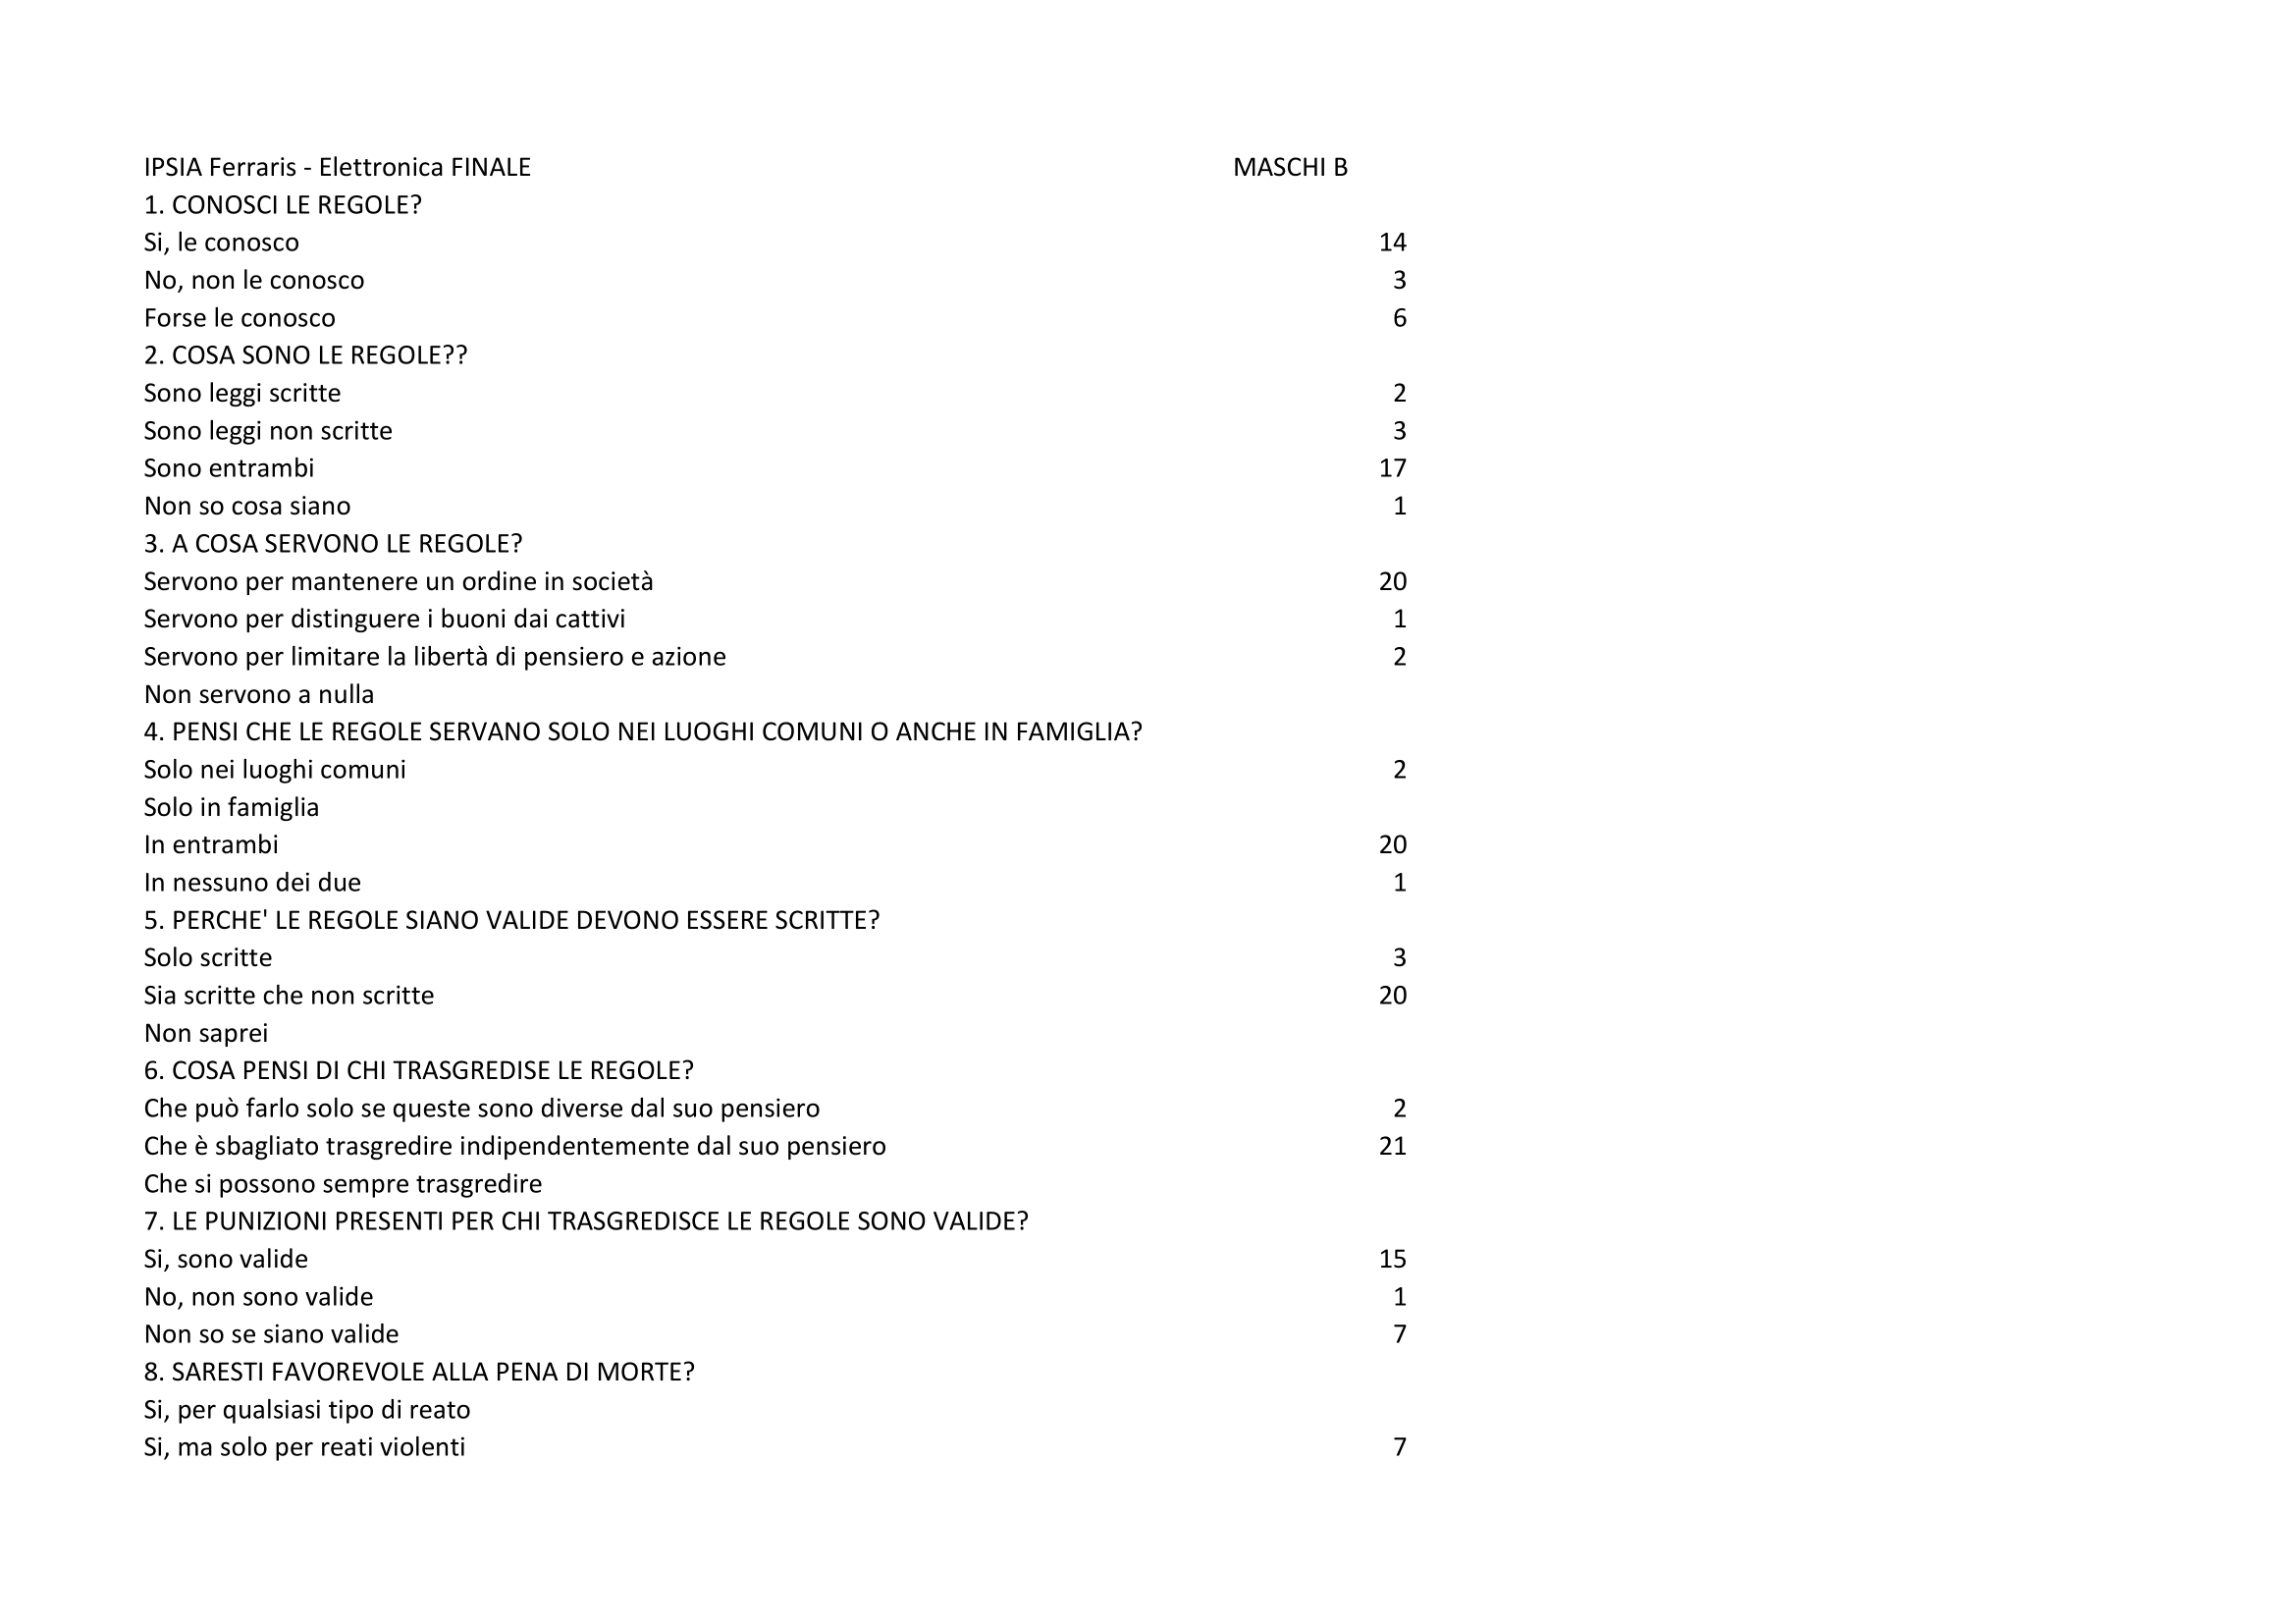 IPSIA Ferraris - Elettronica FINALE MASCHI B
1. CONOSCI LE REGOLE?
Si, le conosco 14
No, non le conosco 3
Forse le conosco 6
2. COSA SONO LE REGOLE??
Sono leggi scritte 2
Sono leggi non scritte 3
Sono entrambi 17
Non so cosa siano 1
3. A COSA SERVONO LE REGOLE?
Servono per mantenere un ordine in società 20
Servono per distinguere i buoni dai cattivi 1
Servono per limitare la libertà di pensiero e azione 2
Non servono a nulla
4. PENSI CHE LE REGOLE SERVANO SOLO NEI LUOGHI COMUNI O ANCHE IN FAMIGLIA?
Solo nei luoghi comuni 2
Solo in famiglia
In entrambi 20
In nessuno dei due 1
5. PERCHE' LE REGOLE SIANO VALIDE DEVONO ESSERE SCRITTE?
Solo scritte 3
Sia scritte che non scritte 20
Non saprei
6. COSA PENSI DI CHI TRASGREDISE LE REGOLE?
Che può farlo solo se queste sono diverse dal suo pensiero 2
Che è sbagliato trasgredire indipendentemente dal suo pensiero 21
Che si possono sempre trasgredire
7. LE PUNIZIONI PRESENTI PER CHI TRASGREDISCE LE REGOLE SONO VALIDE?
Si, sono valide 15
No, non sono valide 1
Non so se siano valide 7
8. SARESTI FAVOREVOLE ALLA PENA DI MORTE?
Si, per qualsiasi tipo di reato
Si, ma solo per reati violenti 7